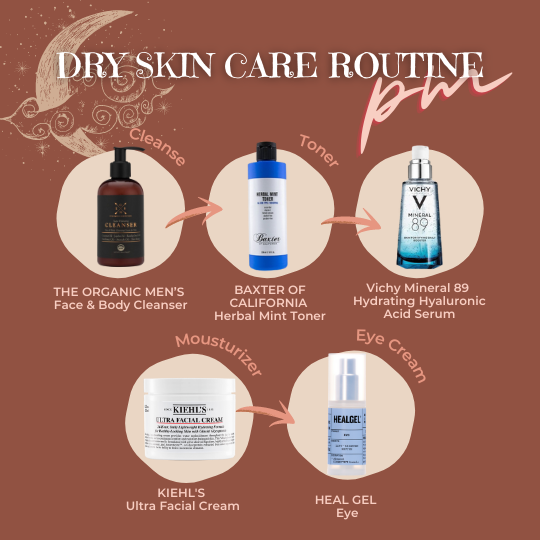 DRY SKIN CARE ROUTINE
pm
Cleanse
Toner
CLEANSER
HERBAL MINT
TONER
Baxter
VICHY
MINERAL
89
THE ORGANIC MEN'S
Face & Body Cleanser
BAXTER OF
CALIFORNIA
Herbal Mint Toner
Vichy Mineral 89
Hydrating Hyaluronic
Acid Serum
Mousturizer
Eye Cream
KIEHL'S
ULTRA FACIAL CREAM
HEALGEL
EYE
KIEHL'S
Ultra Facial Cream
HEAL GEL
Eye